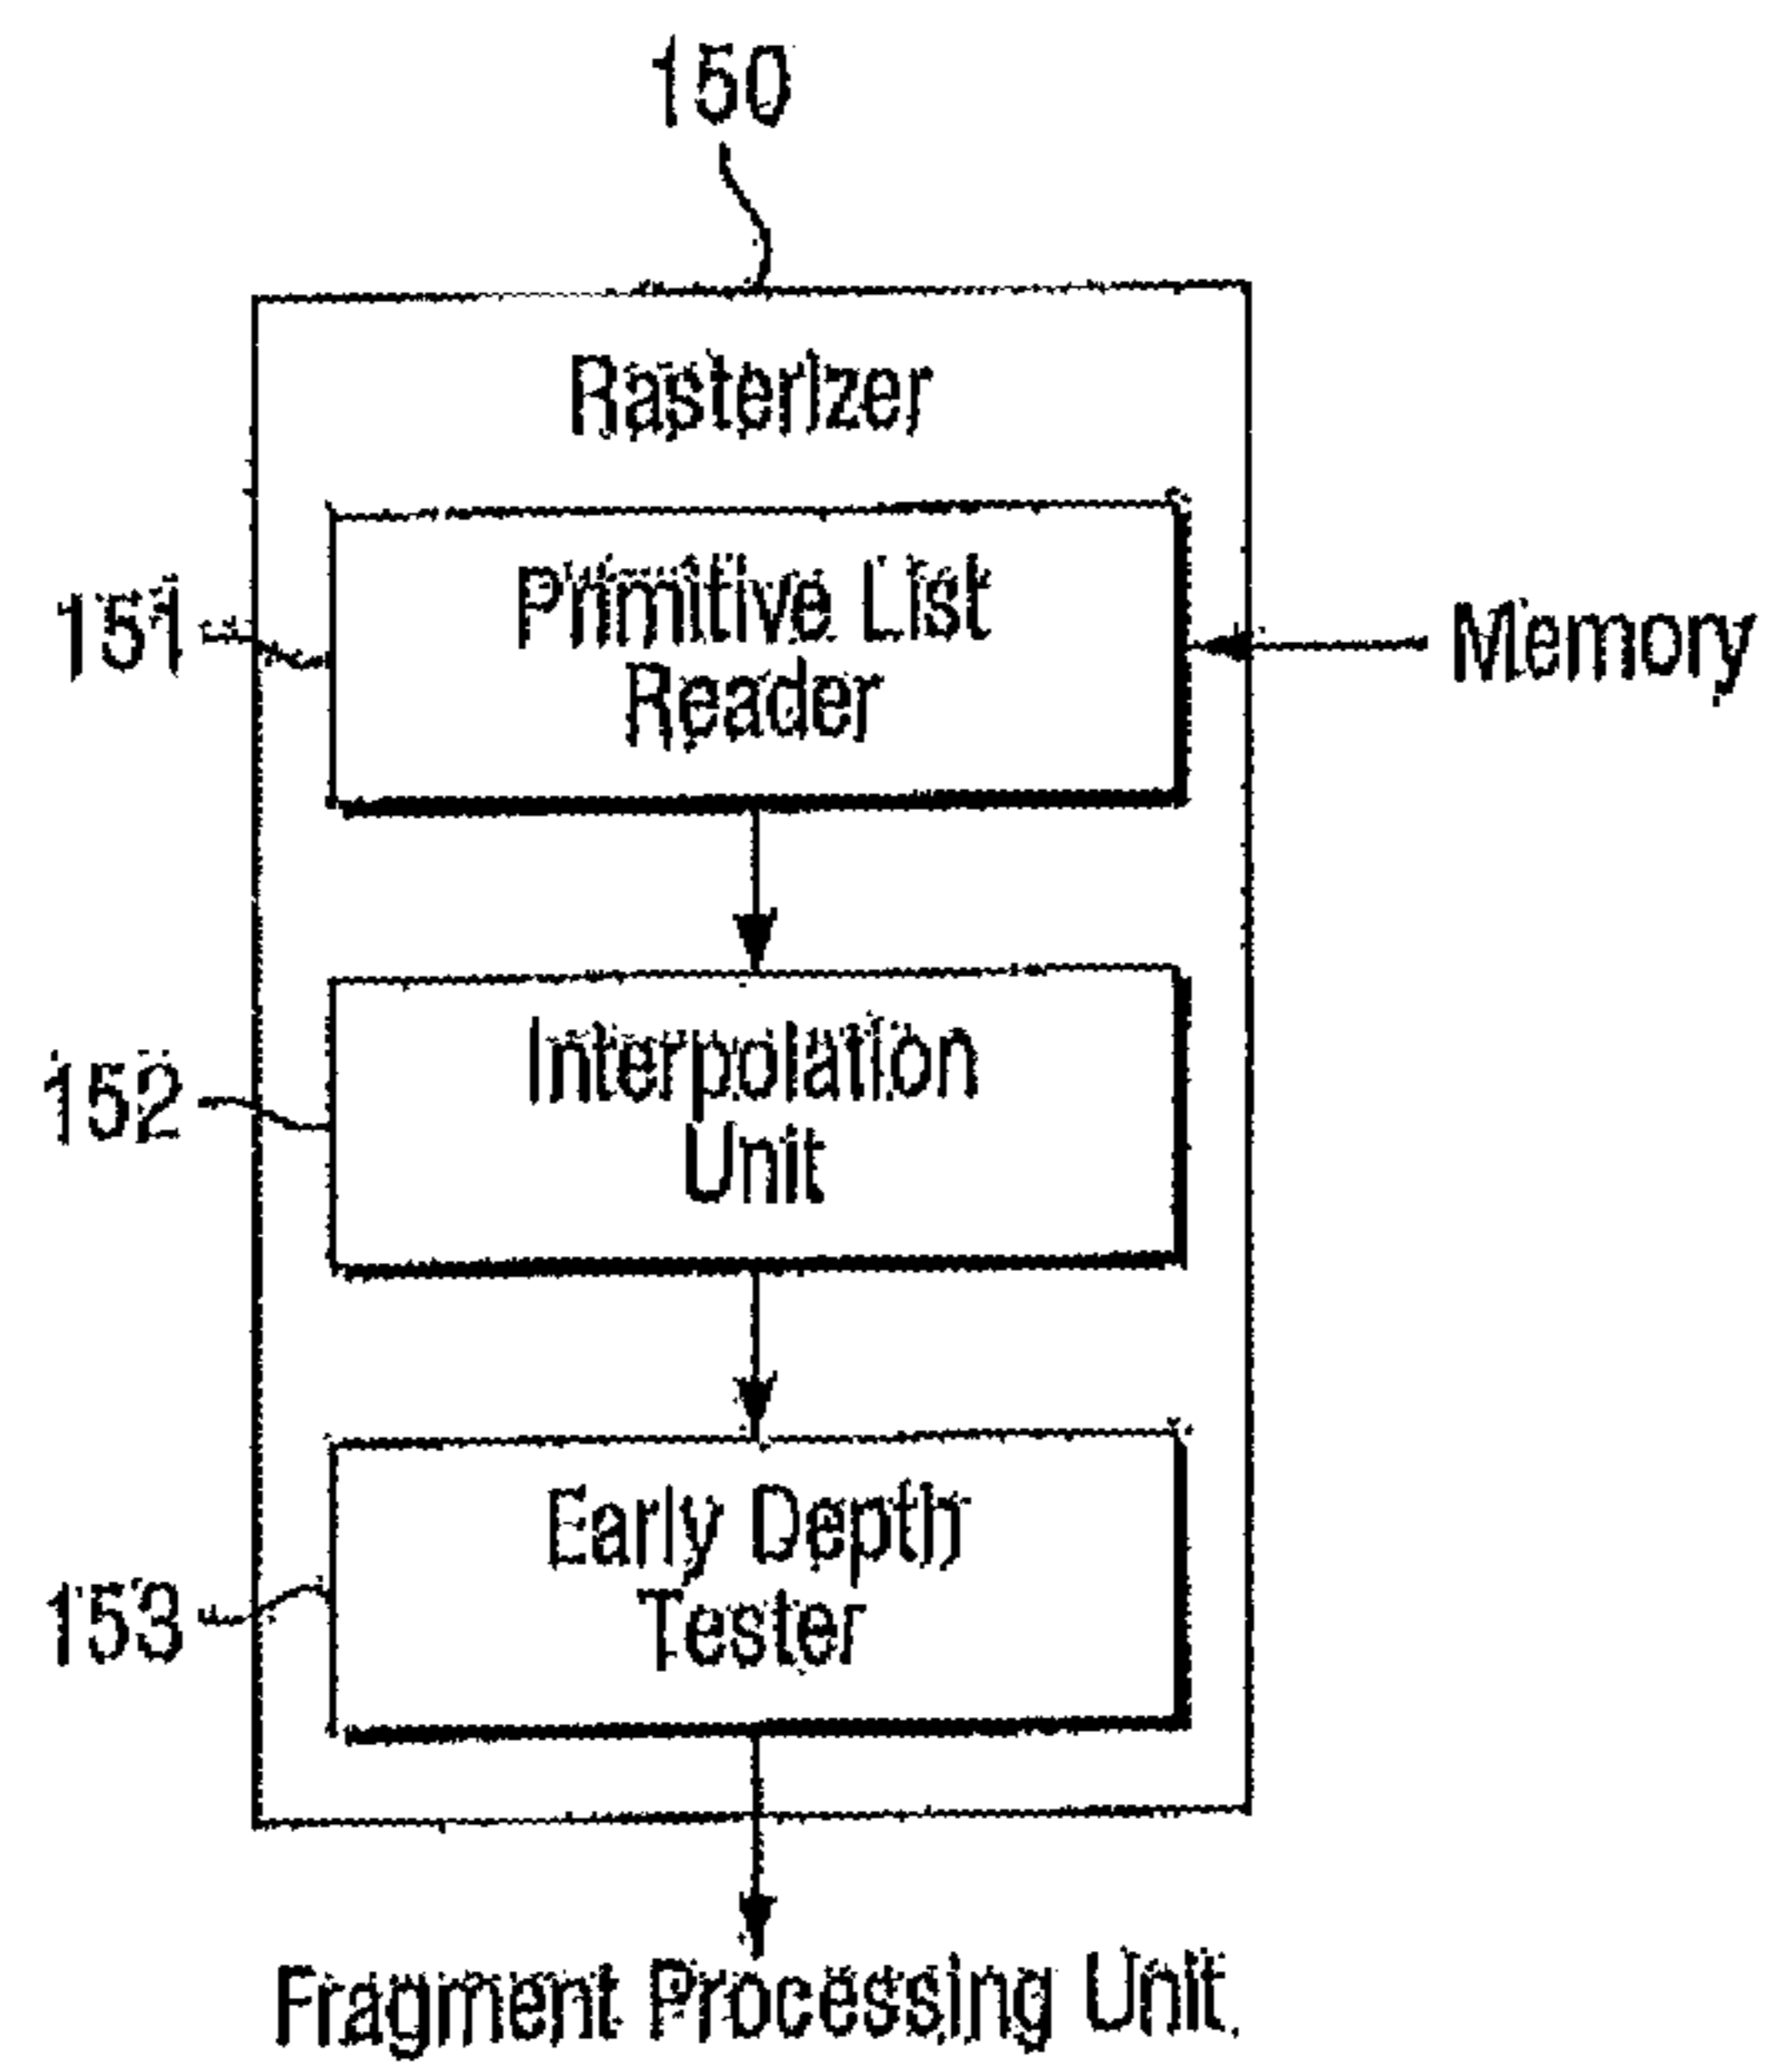 150
Rasterizer
151
Primitive List
Reader
Memory
152
Interpolation
Unit
153
Early Depth
Tester
Fragment Processing Unit